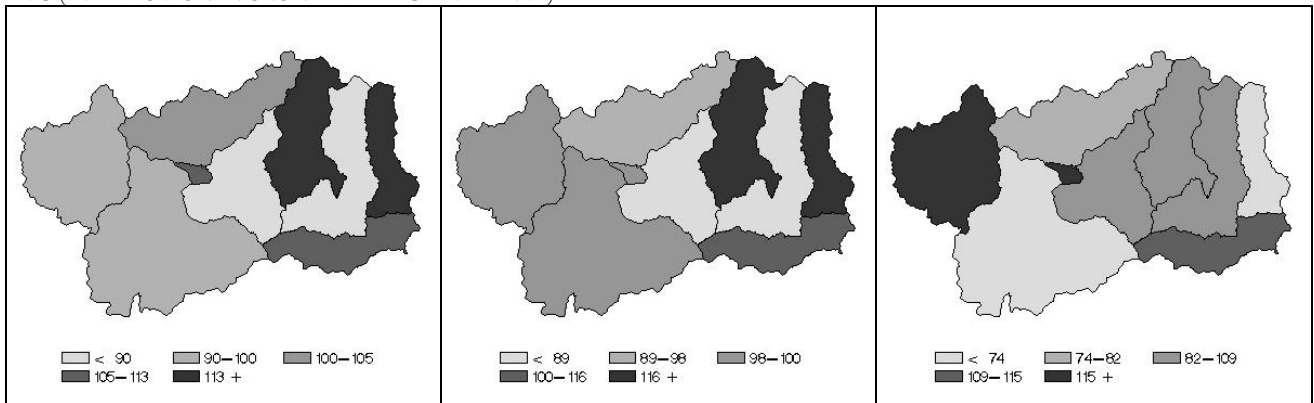 < 90 90–100 100–105
105–113 113 +
< 89 89–98 98–100
100–116 116 +
< 74 74–82 82–109
109–115 115 +